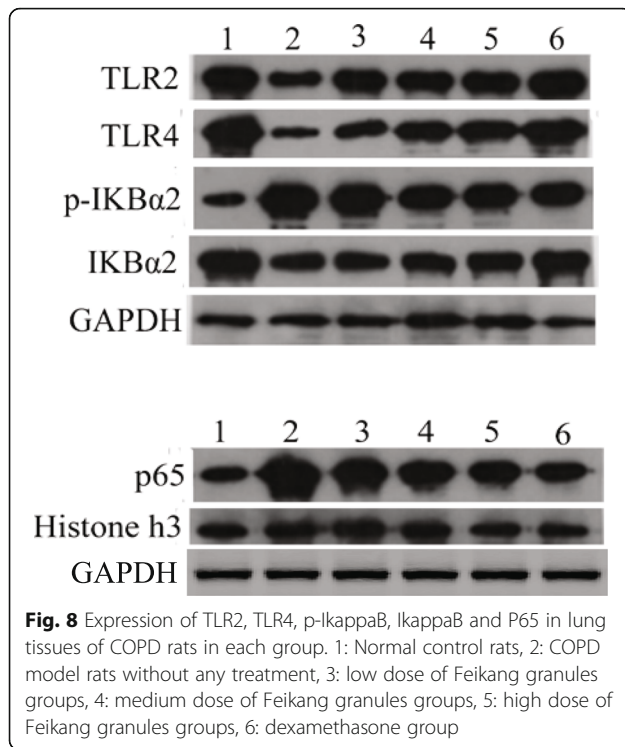 1 2 3 4 5 6
TLR2
TLR4
p-IKBα2
IKBα2
GAPDH
1 2 3 4 5 6
p65
Histone h3
GAPDH
Fig. 8 Expression of TLR2, TLR4, p-IkappaB, IkappaB and P65 in lung
tissues of COPD rats in each group. 1: Normal control rats, 2: COPD
model rats without any treatment, 3: low dose of Feikang granules
groups, 4: medium dose of Feikang granules groups, 5: high dose of
Feikang granules groups, 6: dexamethasone group